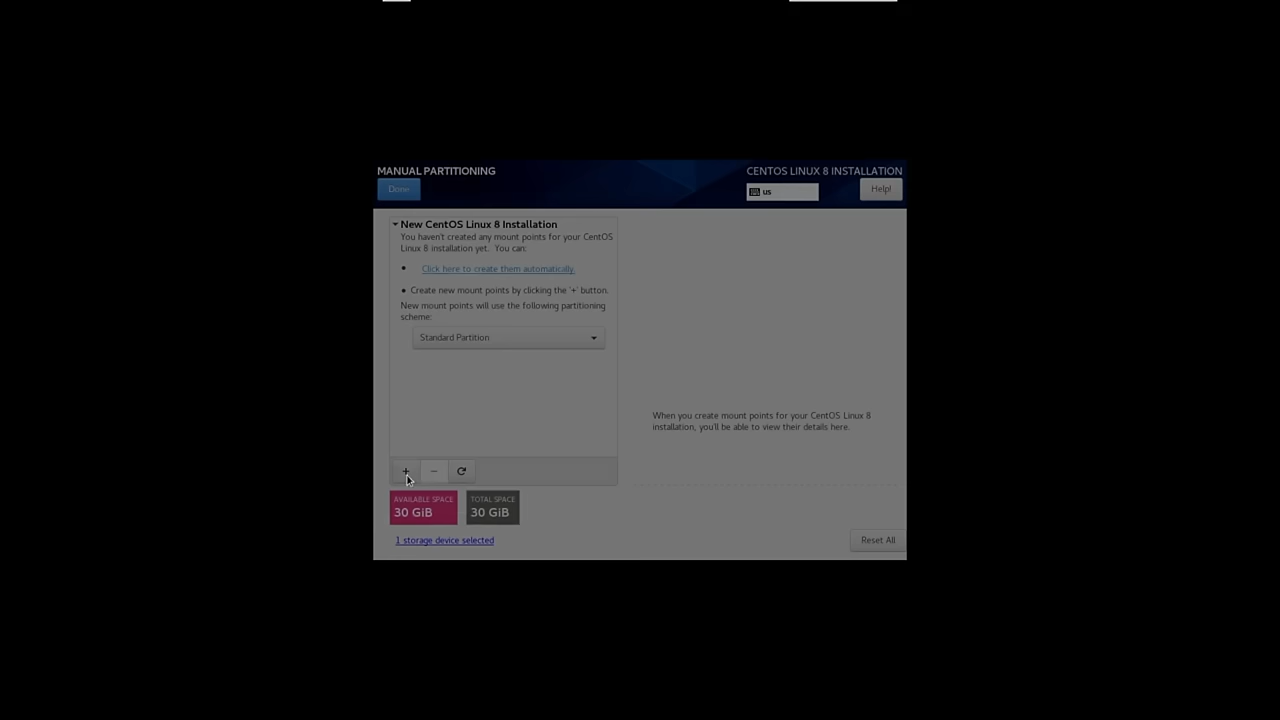 MANUAL PARTITIONING
CENTOS LINUX 8 INSTALLATION
Done
us
Help!
New CentOS Linux 8 Installation
You haven't created any mount points for your CentOS
Linux 8 installation yet. You can:
• Click here to create them automatically.
• Create new mount points by clicking the '+' button.
New mount points will use the following partitioning
scheme:
Standard Partition
When you create mount points for your CentOS Linux 8
installation, you'll be able to view their details here.
+ −
AVAILABLE SPACE
30 GiB
TOTAL SPACE
30 GiB
1 storage device selected
Reset All